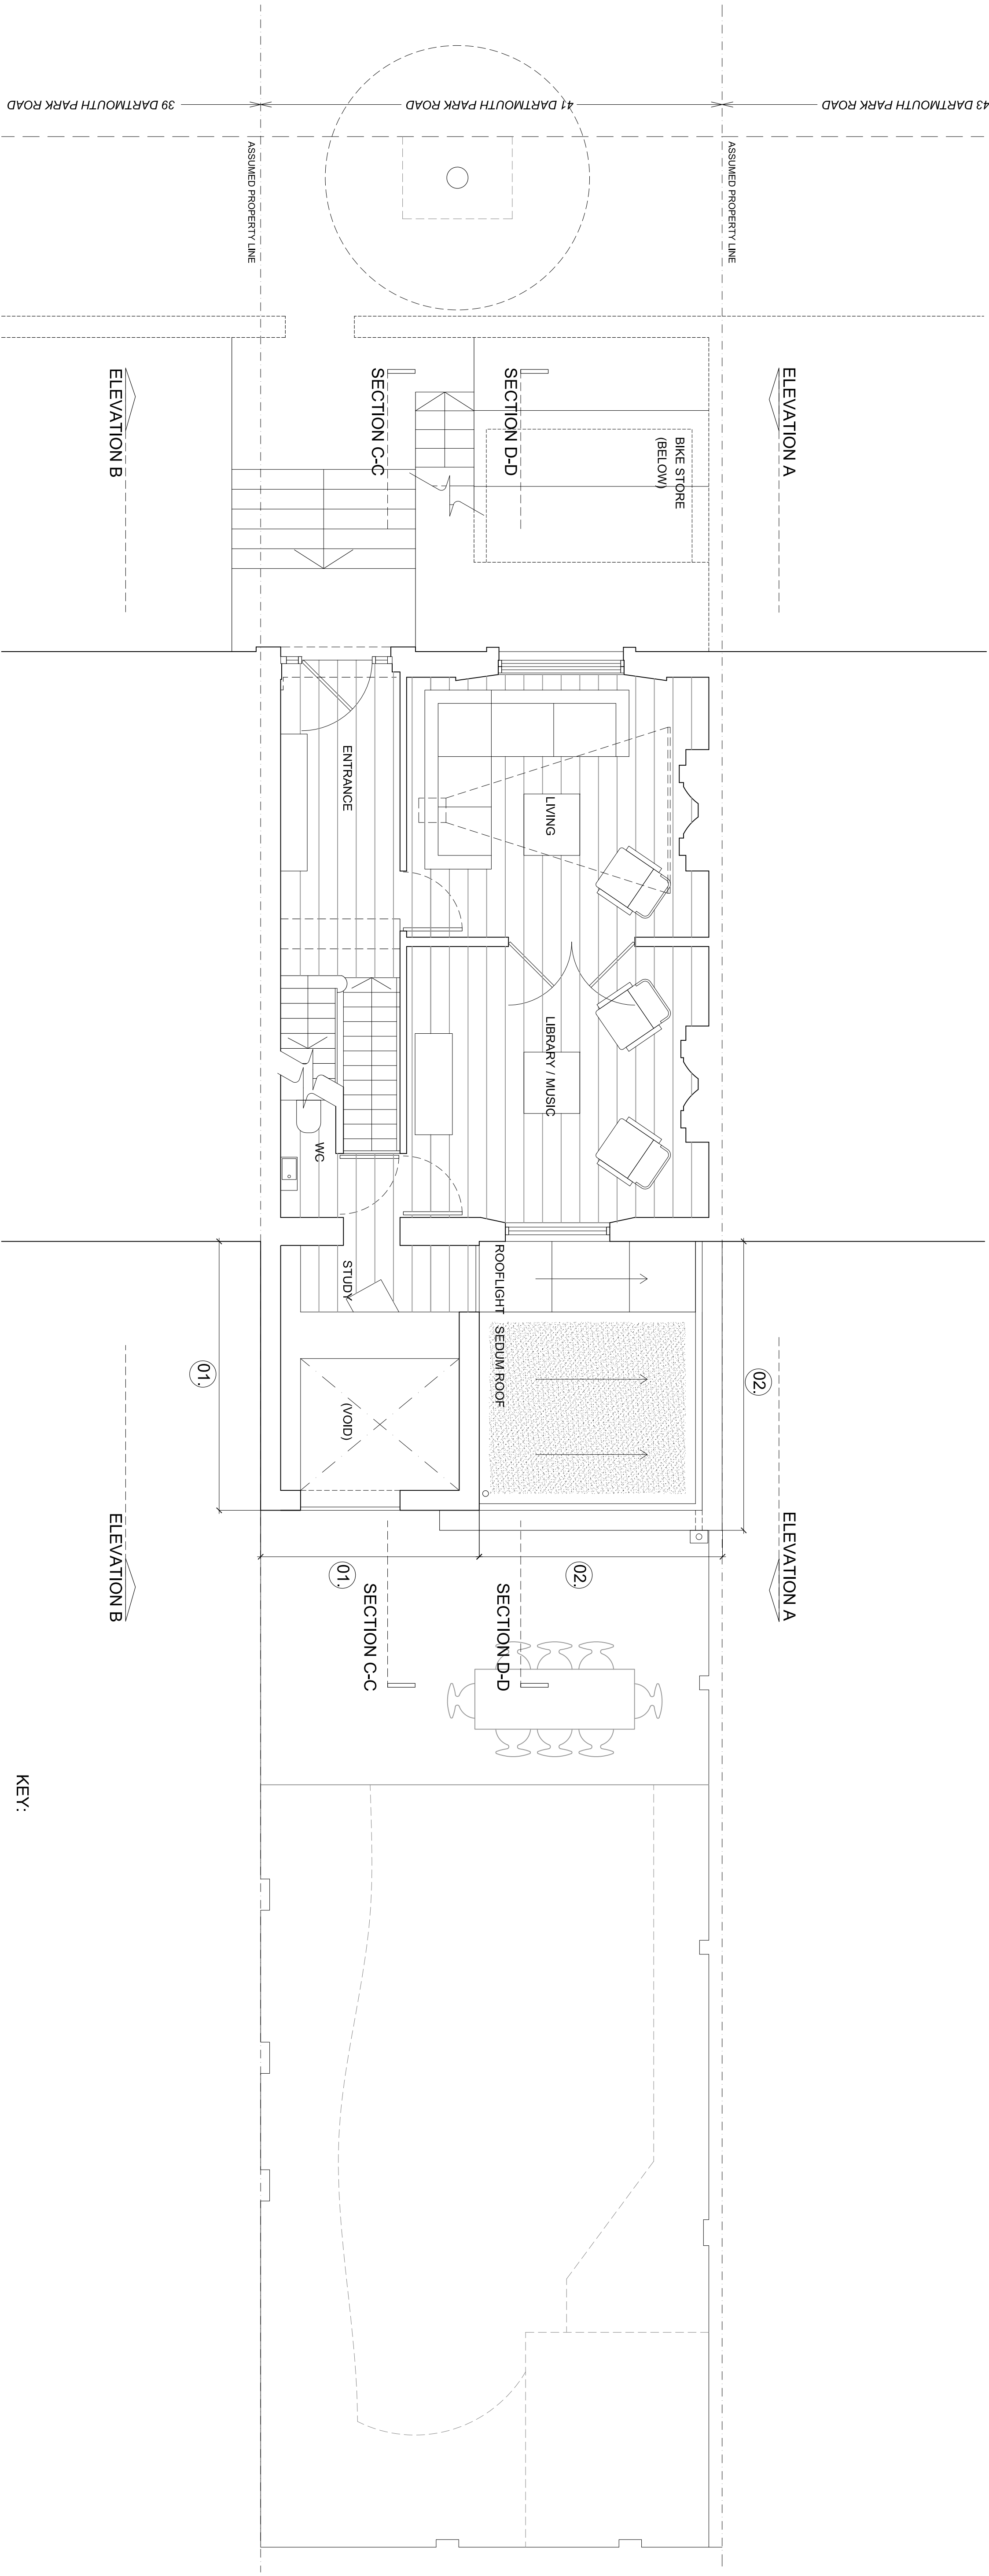 39 DARTMOUTH PARK ROAD
41 DARTMOUTH PARK ROAD
43 DARTMOUTH PARK ROAD
ASSUMED PROPERTY LINE
ASSUMED PROPERTY LINE
ELEVATION B
SECTION C-C
SECTION D-D
BIKE STORE
(BELOW)
ELEVATION A
ENTRANCE
LIVING
LIBRARY / MUSIC
WC
STUDY
ROOFLIGHT
SEDUM ROOF
(VOID)
01.
02.
01.
02.
ELEVATION B
SECTION C-C
SECTION D-D
ELEVATION A
KEY: